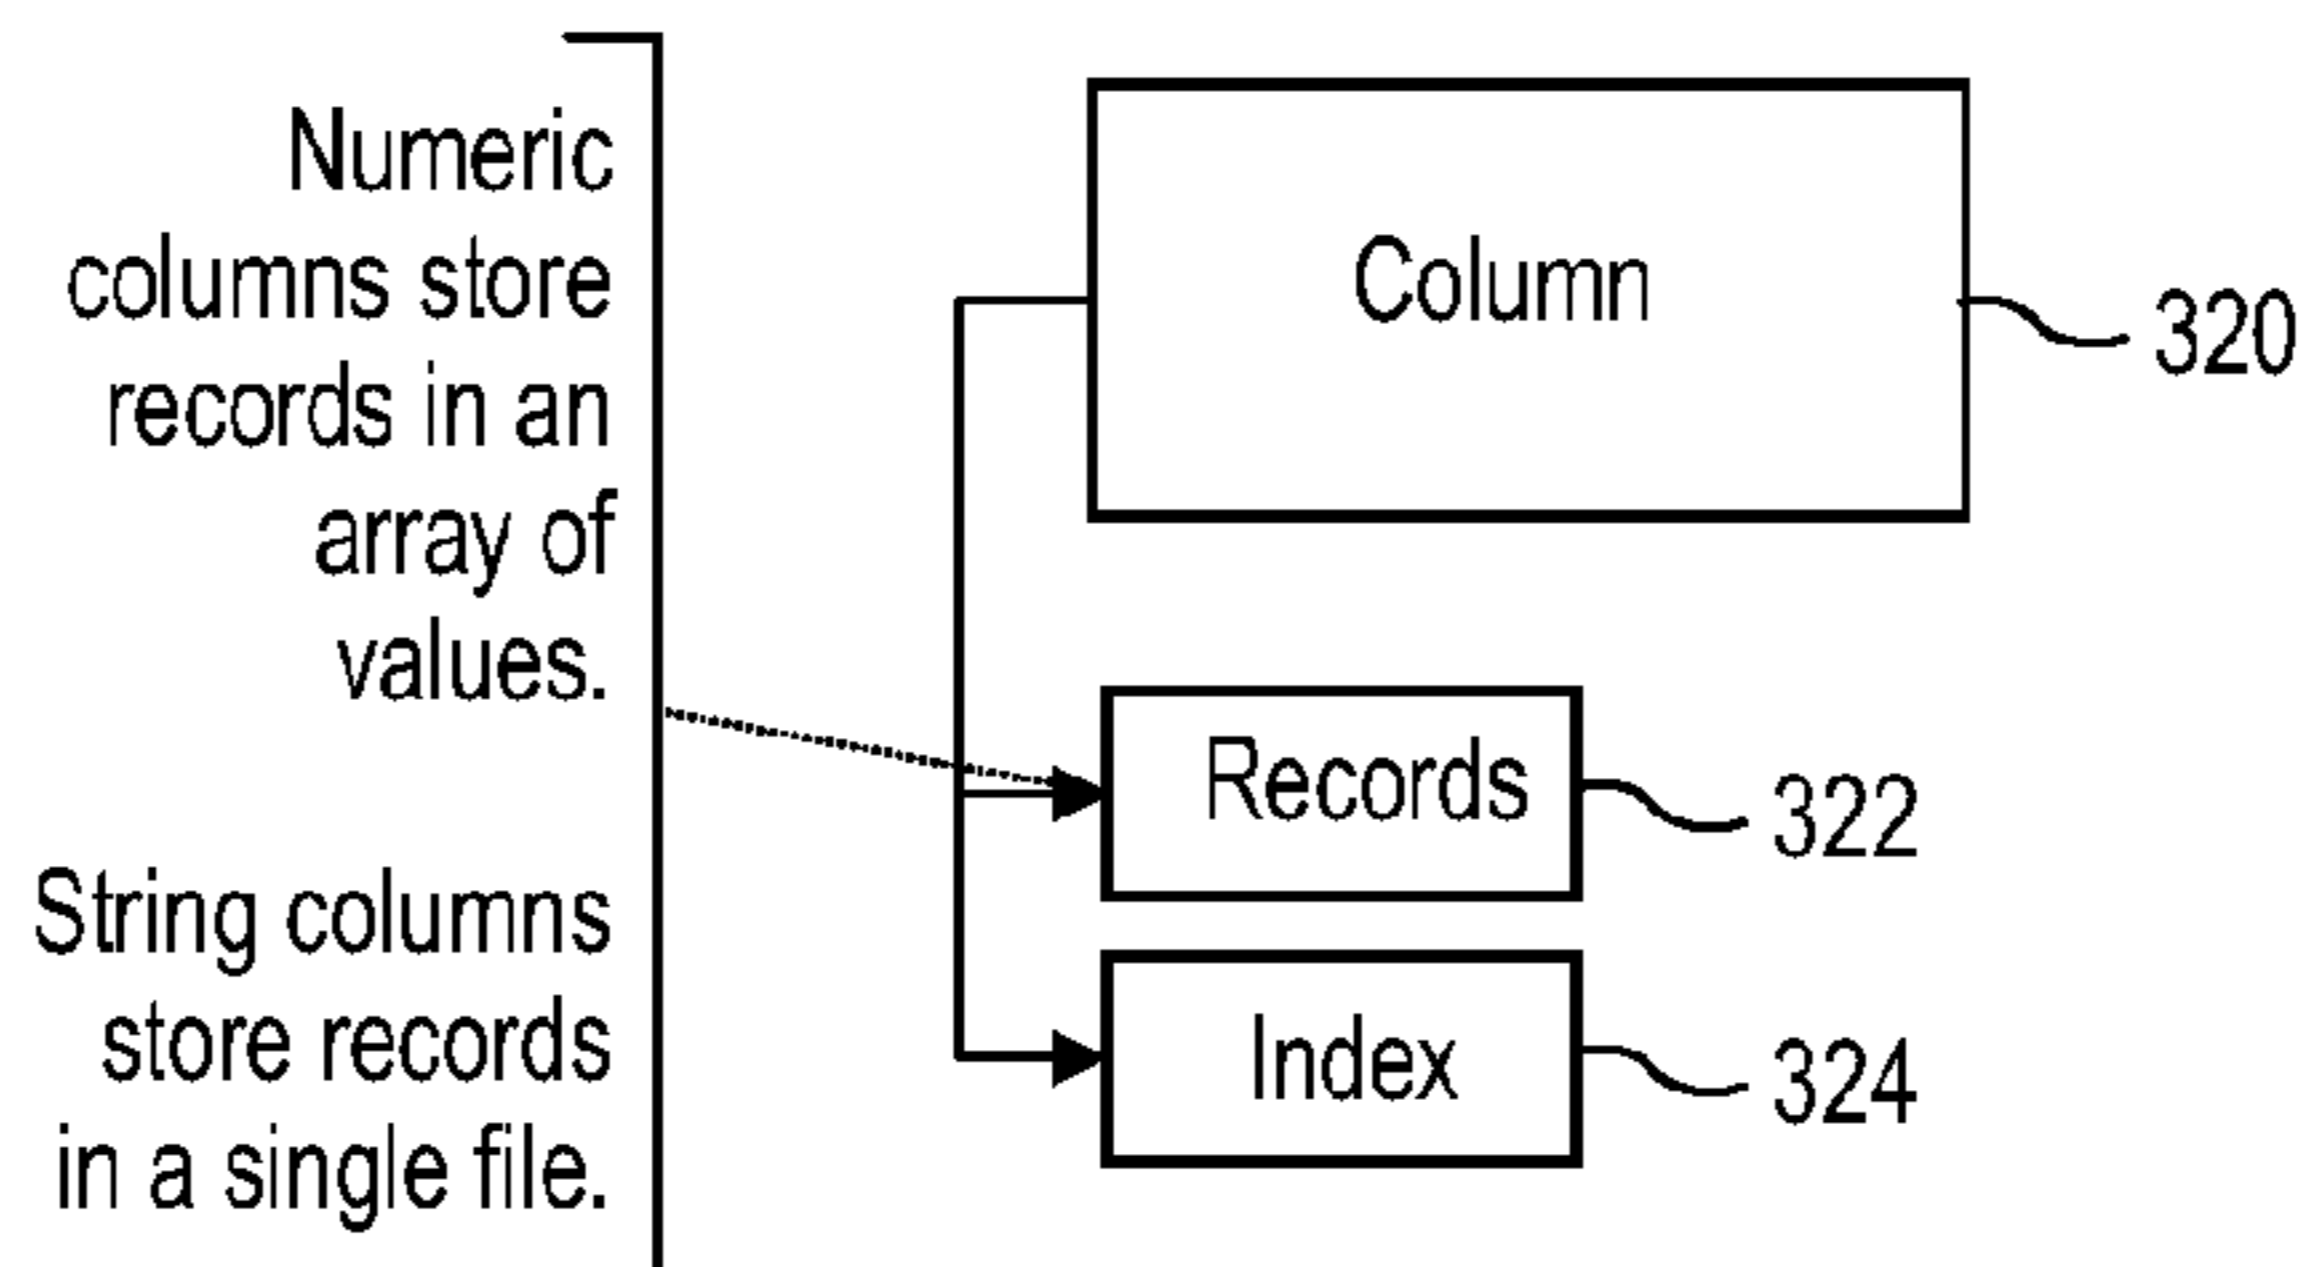 Numeric
columns store
records in an
array of
values.
String columns
store records
in a single file.
Column
320
Records
322
Index
324